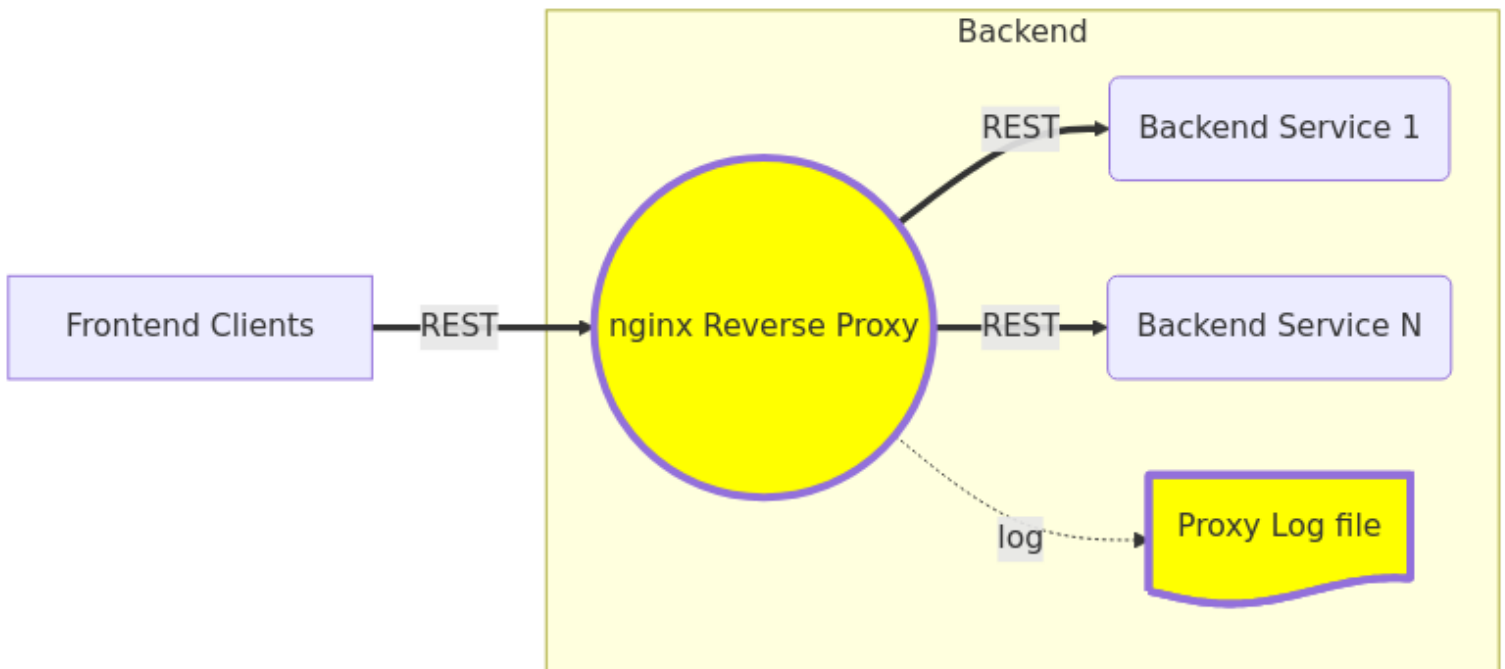 Backend
REST
Backend Service 1
Frontend Clients
REST
nginx Reverse Proxy
REST
Backend Service N
log
Proxy Log file